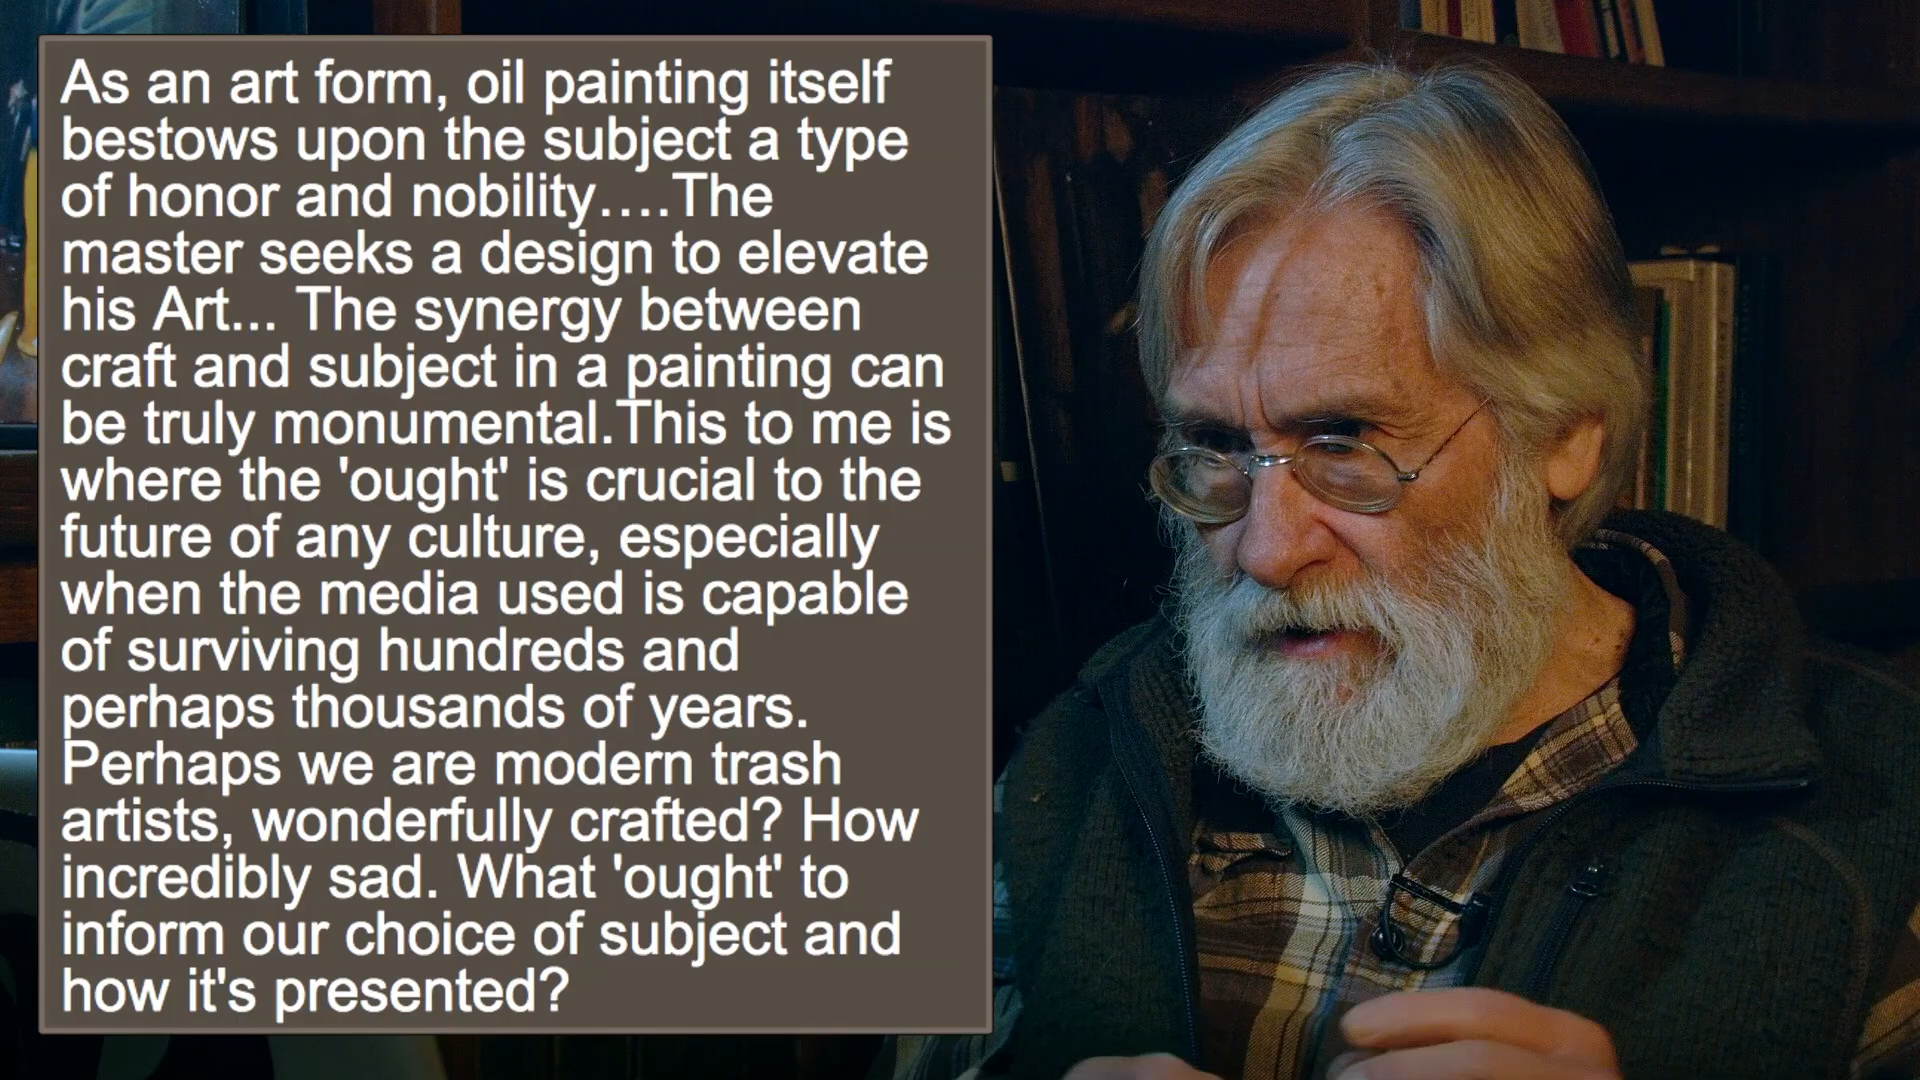 As an art form, oil painting itself
bestows upon the subject a type
of honor and nobility….The
master seeks a design to elevate
his Art... The synergy between
craft and subject in a painting can
be truly monumental.This to me is
where the 'ought' is crucial to the
future of any culture, especially
when the media used is capable
of surviving hundreds and
perhaps thousands of years.
Perhaps we are modern trash
artists, wonderfully crafted? How
incredibly sad. What 'ought' to
inform our choice of subject and
how it's presented?